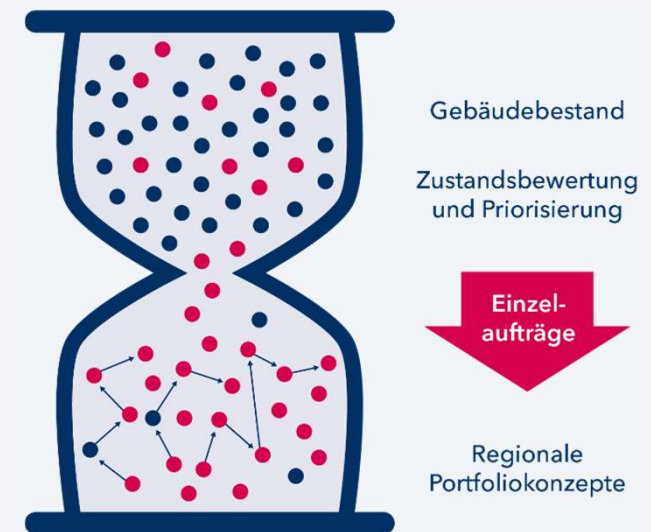 Gebäudebestand
Zustandsbewertung
und Priorisierung
Einzel-
aufträge
Regionale
Portfoliokonzepte